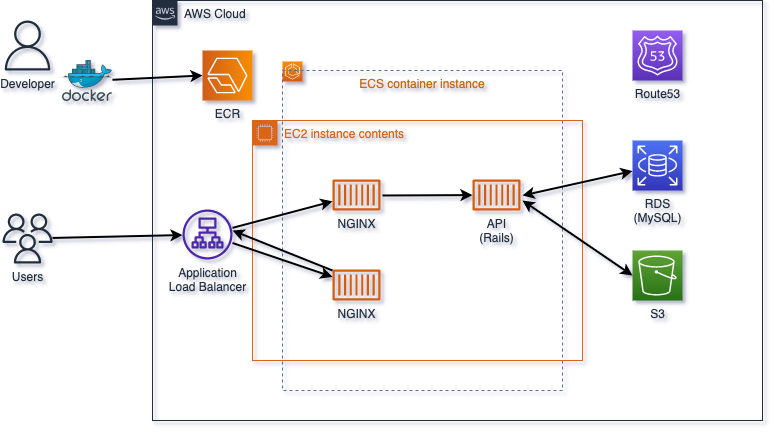 aws
AWS Cloud
Developer
docker
ECR
ECS container instance
53
Route53
EC2 instance contents
NGINX
API
(Rails)
RDS
(MySQL)
Users
Application
Load Balancer
NGINX
S3